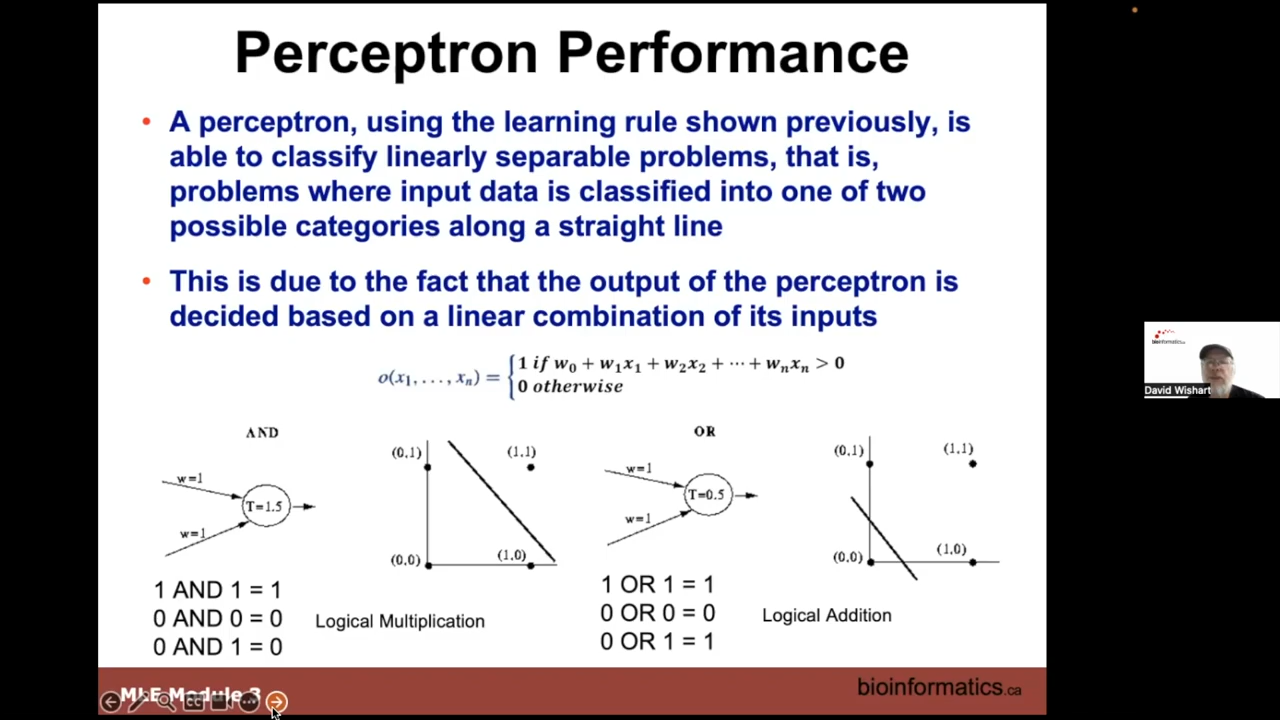 Perceptron Performance
• A perceptron, using the learning rule shown previously, is
able to classify linearly separable problems, that is,
problems where input data is classified into one of two
possible categories along a straight line
• This is due to the fact that the output of the perceptron is
decided based on a linear combination of its inputs
o(x₁, . . . , xₙ) = {1 if w₀ + w₁x₁ + w₂x₂ + ⋯ + wₙxₙ > 0
0 otherwise
AND
w=1
T=1.5
w=1
(0,1)
(1,1)
(0,0)
(1,0)
1 AND 1 = 1
0 AND 0 = 0
0 AND 1 = 0
Logical Multiplication
OR
w=1
T=0.5
w=1
(0,1)
(1,1)
(0,0)
(1,0)
1 OR 1 = 1
0 OR 0 = 0
0 OR 1 = 1
Logical Addition
Module 3
CC
bioinformatics.ca
David Wishart